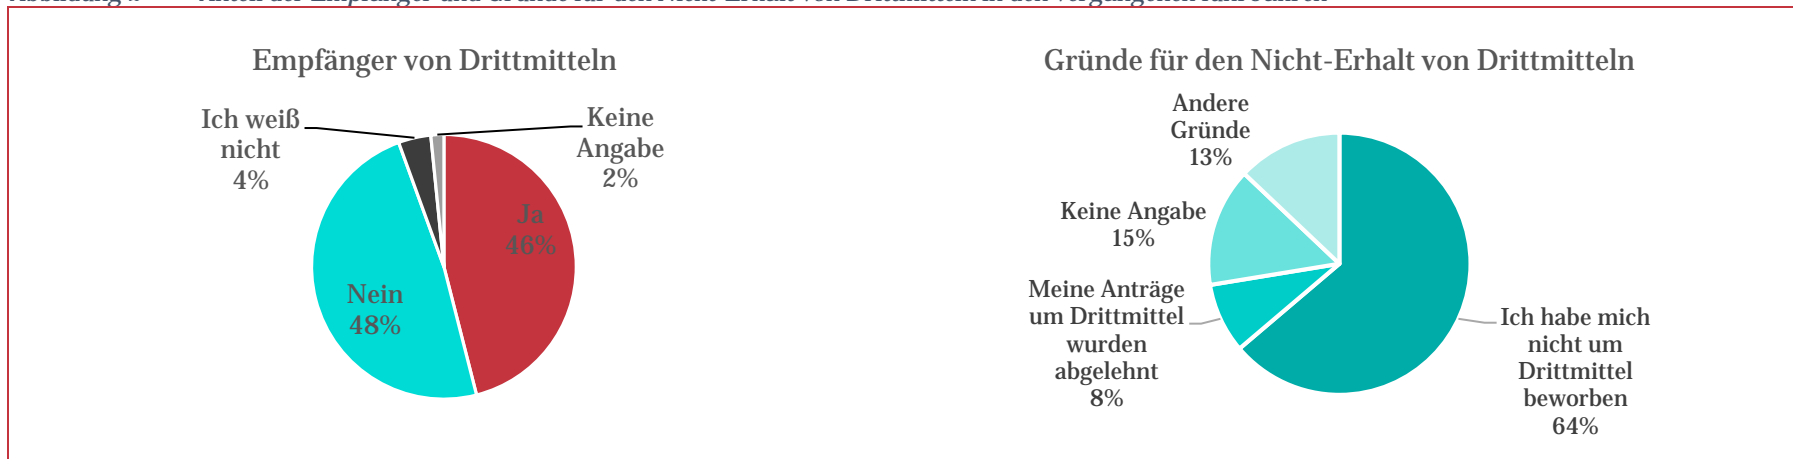 Empfänger von Drittmitteln
Ich weiß
nicht
4%
Keine
Angabe
2%
Ja
46%
Nein
48%
Gründe für den Nicht-Erhalt von Drittmitteln
Andere
Gründe
13%
Keine Angabe
15%
Meine Anträge
um Drittmittel
wurden
abgelehnt
8%
Ich habe mich
nicht um
Drittmittel
beworben
64%